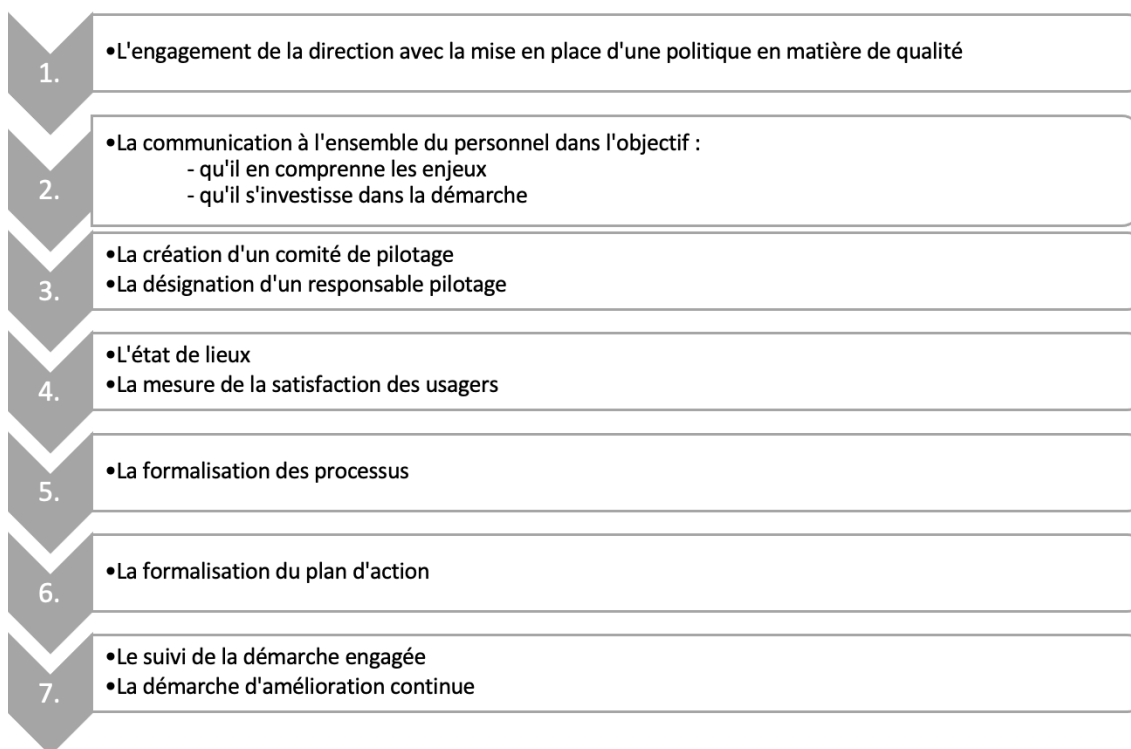 1.
•L'engagement de la direction avec la mise en place d'une politique en matière de qualité
2.
•La communication à l'ensemble du personnel dans l'objectif :
- qu'il en comprenne les enjeux
- qu'il s'investisse dans la démarche
3.
•La création d'un comité de pilotage
•La désignation d'un responsable pilotage
4.
•L'état de lieux
•La mesure de la satisfaction des usagers
5.
•La formalisation des processus
6.
•La formalisation du plan d'action
7.
•Le suivi de la démarche engagée
•La démarche d'amélioration continue